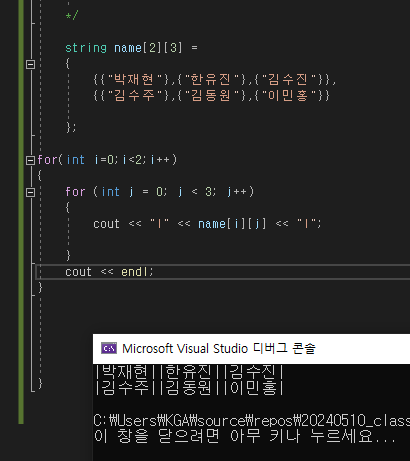 */
string name[2][3] =
{
{{"박재현"},{"한유진"},{"김수진"}},
{{"김수주"},{"김동원"},{"이민홍"}}
};
for(int i=0;i<2;i++)
{
for (int j = 0; j < 3; j++)
{
cout << "|" << name[i][j] << "|";
}
cout << endl;
}
}
Microsoft Visual Studio 디버그 콘솔
|박재현||한유진||김수진|
|김수주||김동원||이민홍|
C:₩Users₩KGA₩source₩repos₩20240510_class
이 창을 닫으려면 아무 키나 누르세요...